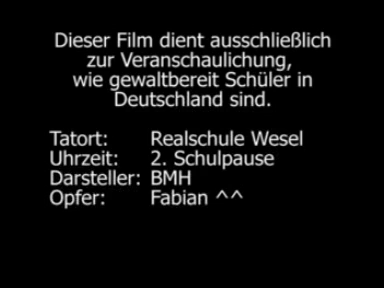 Dieser Film dient ausschließlich
zur Veranschaulichung,
wie gewaltbereit Schüler in
Deutschland sind.
Tatort: Realschule Wesel
Uhrzeit: 2. Schulpause
Darsteller: BMH
Opfer: Fabian ^^